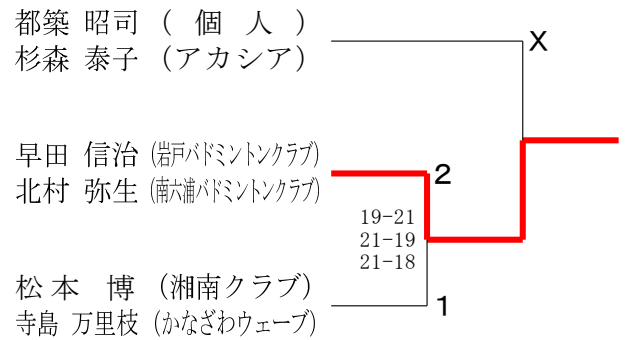 都築 昭司 （ 個 人 ）
杉森 泰子 （アカシア）
X
早田 信治 （岩戸バドミントンクラブ）
北村 弥生 （南六浦バドミントンクラブ）
2
19-21
21-19
21-18
松本 博 （湘南クラブ）
寺島 万里枝 （かなざわウェーブ）
1